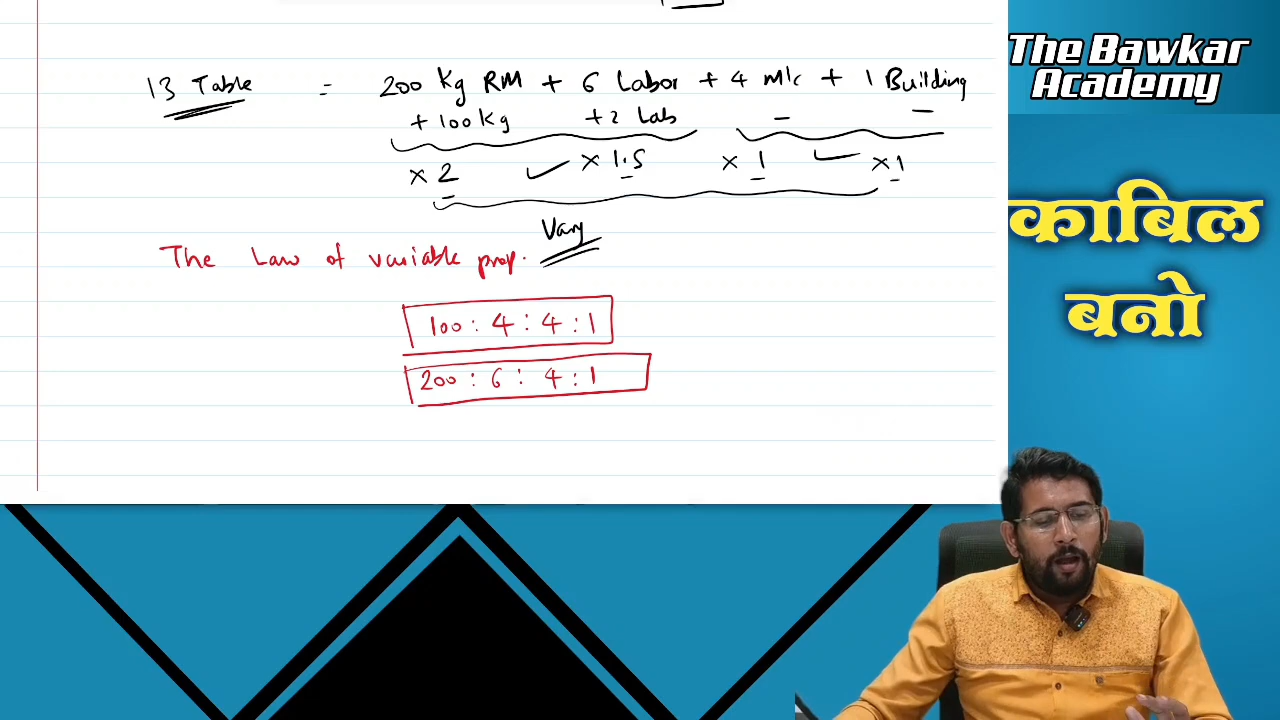 13 Table = 200 Kg RM + 6 Labor + 4 M/c + 1 Building
+ 100 Kg +2 Lab – –
× 2 × 1.5 × 1 × 1
Vary
The Law of variable prop.
100 : 4 : 4 : 1
200 : 6 : 4 : 1
The Bawkar
Academy
काबिल
बनो